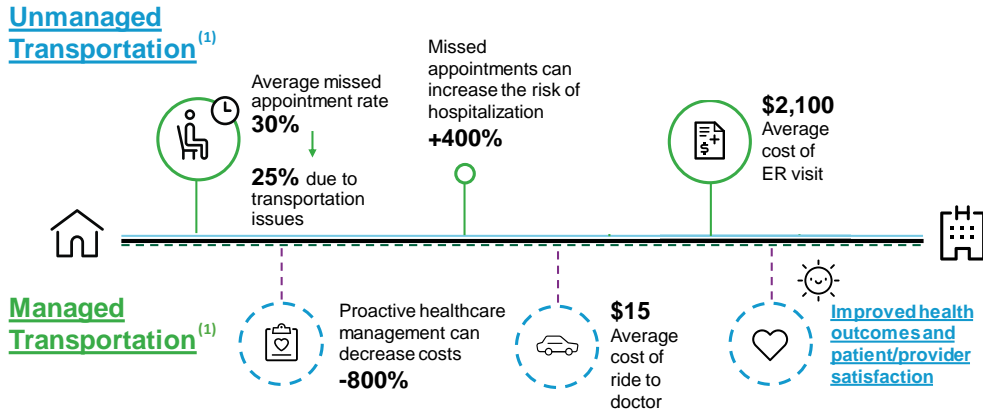 Unmanaged
Transportation(1)
Average missed
appointment rate
30%
25% due to
transportation
issues
Missed
appointments can
increase the risk of
hospitalization
+400%
$2,100
Average
cost of
ER visit
Managed
Transportation(1)
Proactive healthcare
management can
decrease costs
-800%
$15
Average
cost of
ride to
doctor
Improved health
outcomes and
patient/provider
satisfaction